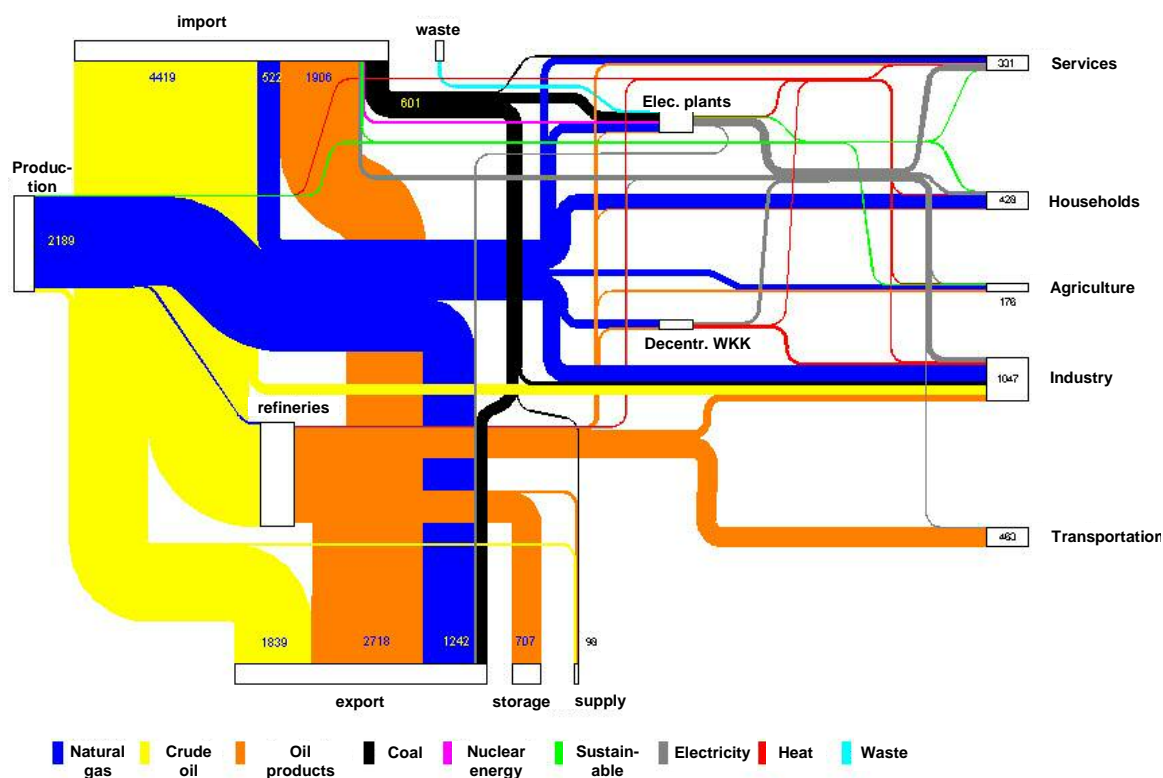 import
waste
4419
522
1906
601
Elec. plants
Services
Produc-
tion
2189
428
Households
Agriculture
176
Decentr. WKK
1047
Industry
refineries
Transportation
1839
2718
1242
707
98
export
storage
supply
Natural
gas
Crude
oil
Oil
products
Coal
Nuclear
energy
Sustain-
able
Electricity
Heat
Waste